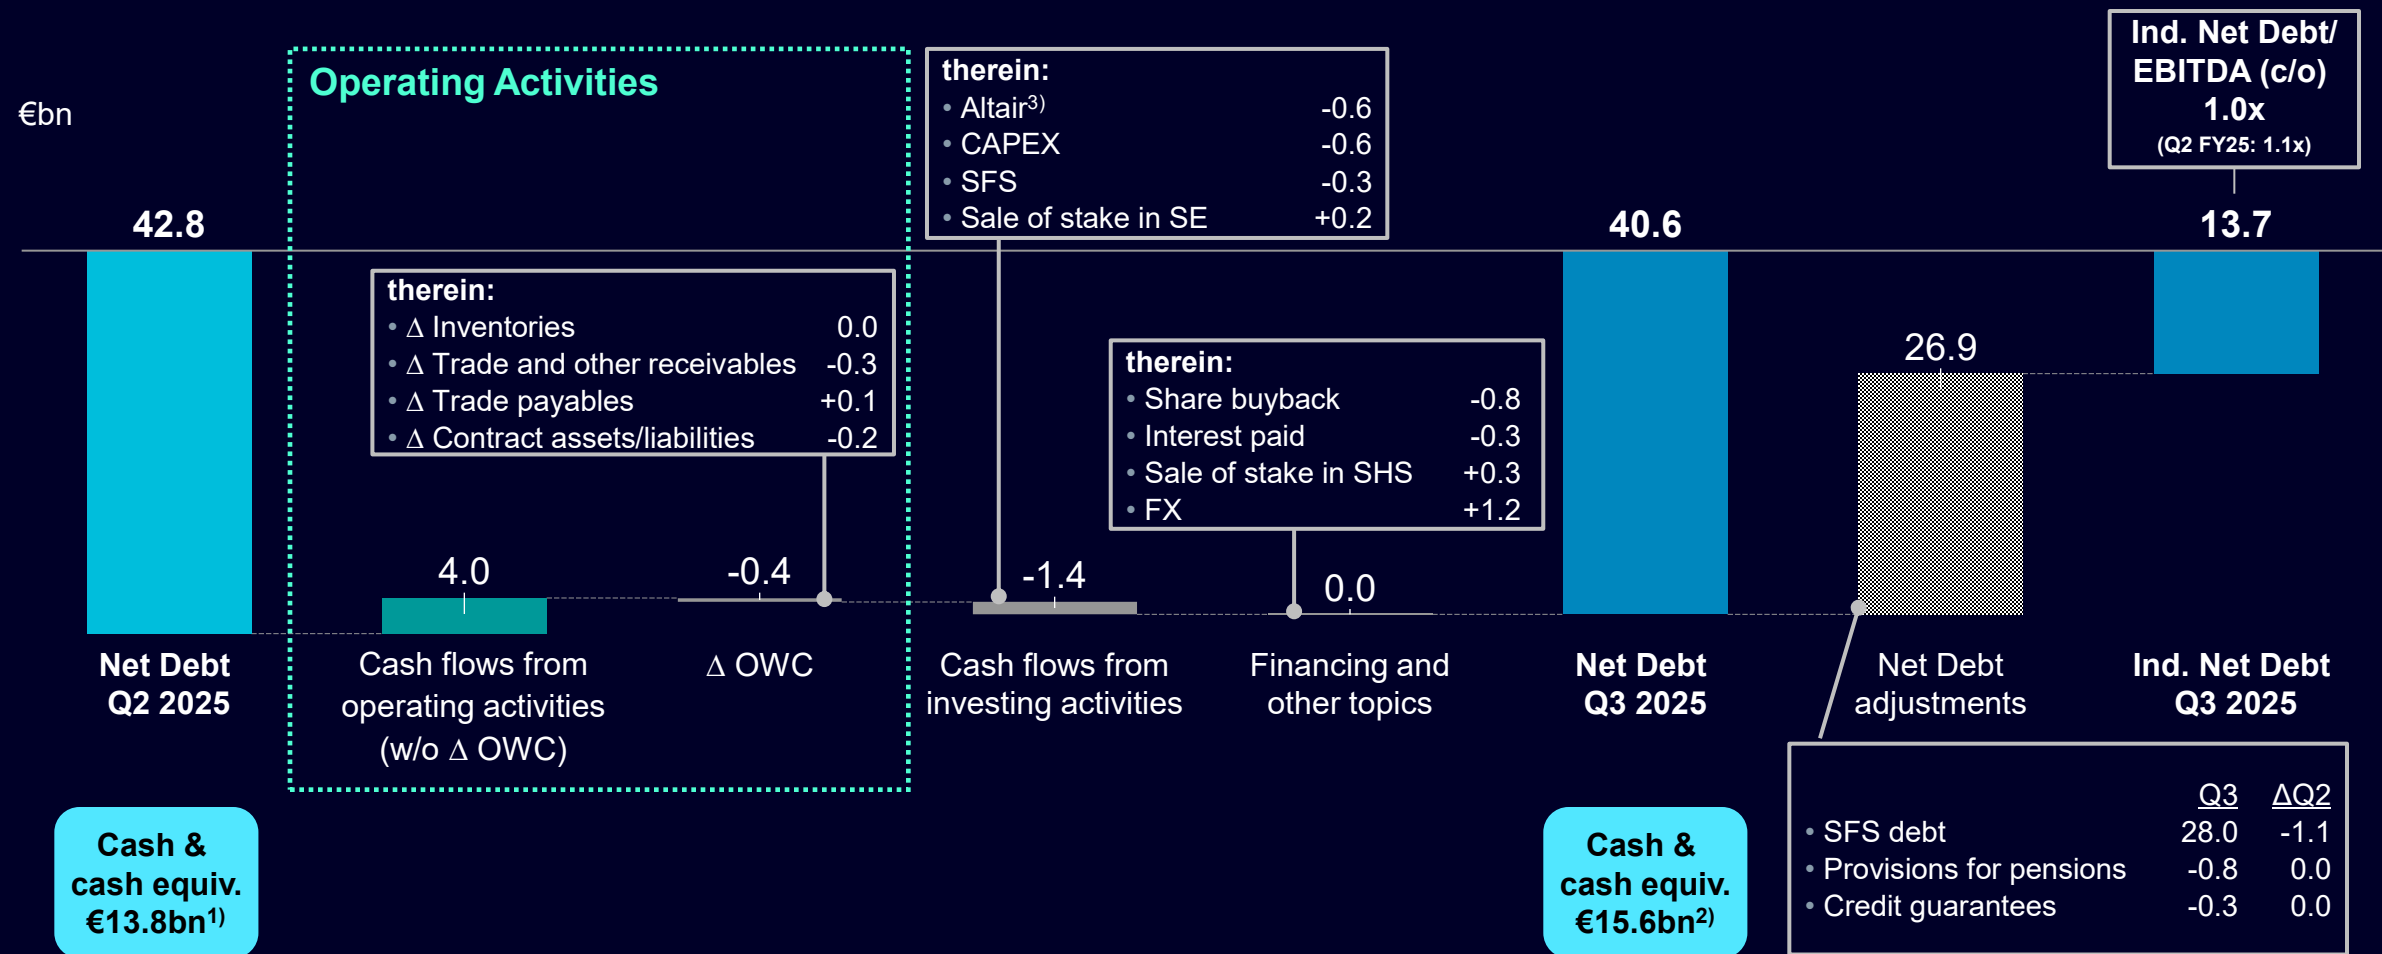 €bn
Operating Activities
42.8
Net Debt
Q2 2025
Cash &
cash equiv.
€13.8bn1)
therein:
• Δ Inventories 0.0
• Δ Trade and other receivables -0.3
• Δ Trade payables +0.1
• Δ Contract assets/liabilities -0.2
4.0
Cash flows from
operating activities
(w/o Δ OWC)
-0.4
Δ OWC
therein:
• Altair3) -0.6
• CAPEX -0.6
• SFS -0.3
• Sale of stake in SE +0.2
-1.4
Cash flows from
investing activities
therein:
• Share buyback -0.8
• Interest paid -0.3
• Sale of stake in SHS +0.3
• FX +1.2
0.0
Financing and
other topics
40.6
Net Debt
Q3 2025
Cash &
cash equiv.
€15.6bn2)
26.9
Net Debt
adjustments
Q3 ΔQ2
• SFS debt 28.0 -1.1
• Provisions for pensions -0.8 0.0
• Credit guarantees -0.3 0.0
Ind. Net Debt/
EBITDA (c/o)
1.0x
(Q2 FY25: 1.1x)
13.7
Ind. Net Debt
Q3 2025